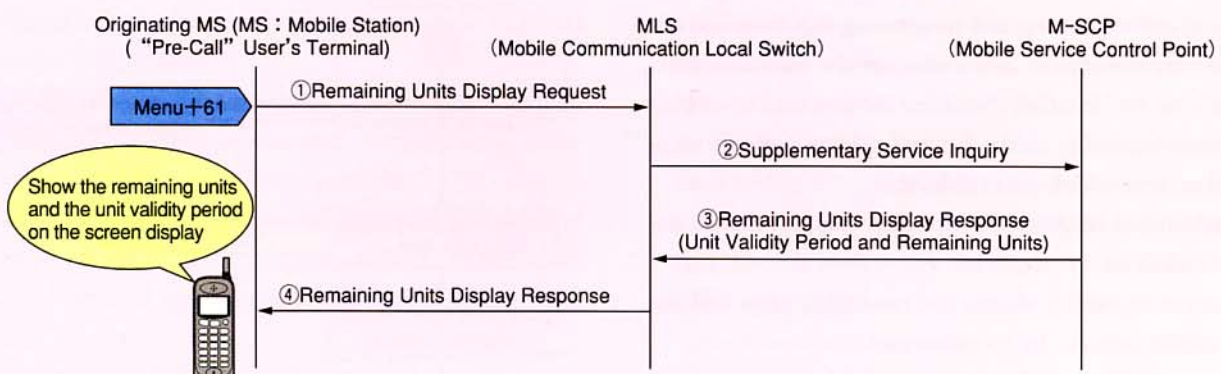 Originating MS (MS：Mobile Station)
( “Pre-Call” User's Terminal)
MLS
(Mobile Communication Local Switch)
M-SCP
(Mobile Service Control Point)
Menu＋61
①Remaining Units Display Request
②Supplementary Service Inquiry
Show the remaining units
and the unit validity period
on the screen display
③Remaining Units Display Response
(Unit Validity Period and Remaining Units)
④Remaining Units Display Response